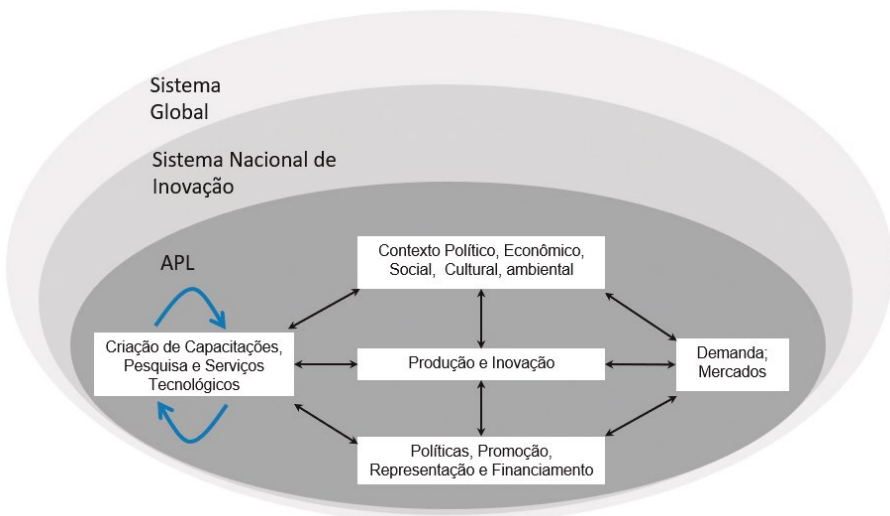 Sistema
Global
Sistema Nacional de
Inovação
APL
Contexto Político, Econômico,
Social, Cultural, ambiental
Criação de Capacitações,
Pesquisa e Serviços
Tecnológicos
Produção e Inovação
Demanda;
Mercados
Políticas, Promoção,
Representação e Financiamento